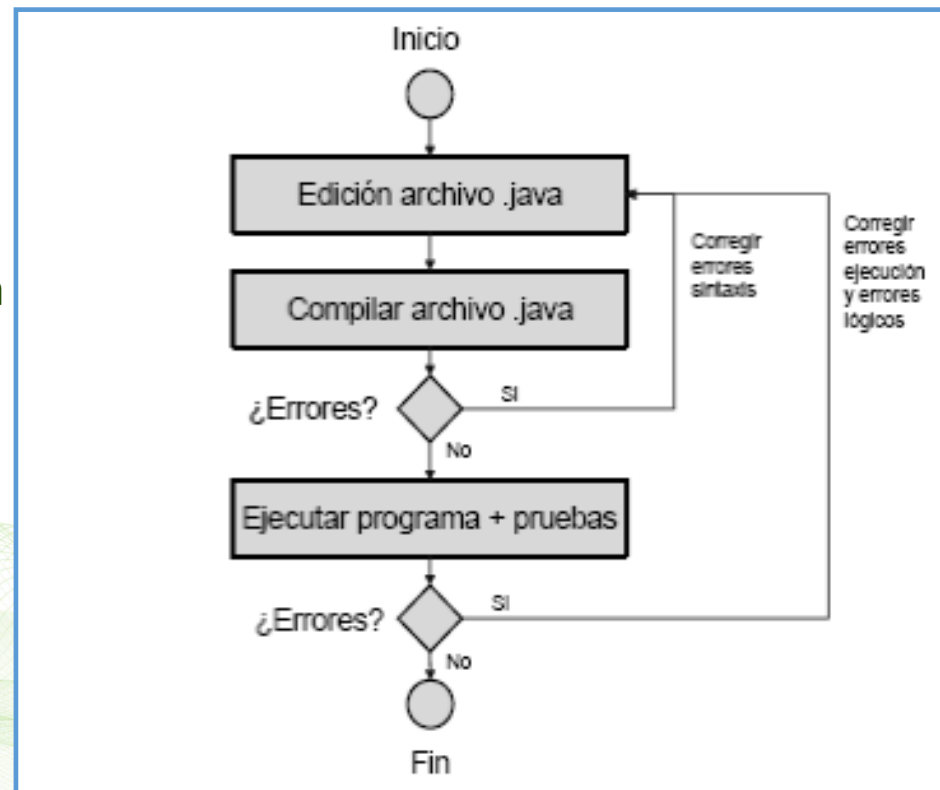 Inicio
Edición archivo .java
Corregir
errores
sintaxis
Corregir
errores
ejecución
y errores
lógicos
Compilar archivo .java
¿Errores?
SI
No
Ejecutar programa + pruebas
¿Errores?
SI
No
Fin